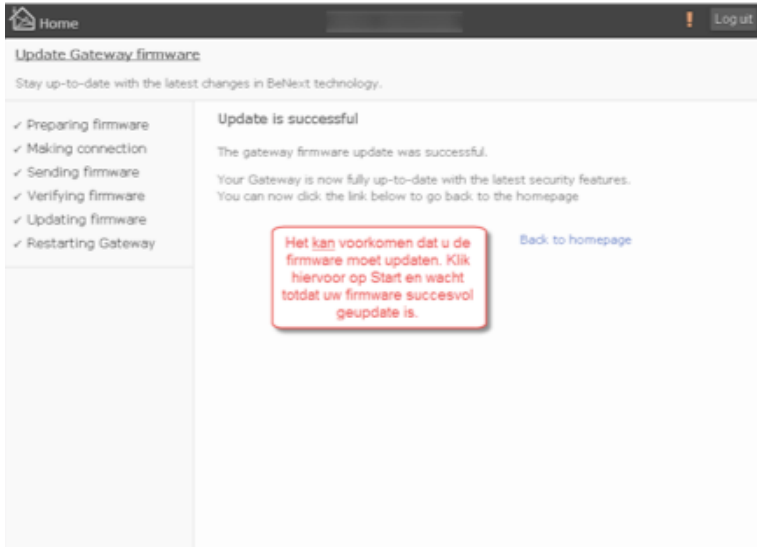 Home
! Log uit
Update Gateway firmware
Stay up-to-date with the latest changes in BeNext technology.
✓ Preparing firmware
✓ Making connection
✓ Sending firmware
✓ Verifying firmware
✓ Updating firmware
✓ Restarting Gateway
Update is successful
The gateway firmware update was successful.
Your Gateway is now fully up-to-date with the latest security features.
You can now click the link below to go back to the homepage
Back to homepage
Het kan voorkomen dat u de
firmware moet updaten. Klik
hiervoor op Start en wacht
totdat uw firmware succesvol
geupdate is.